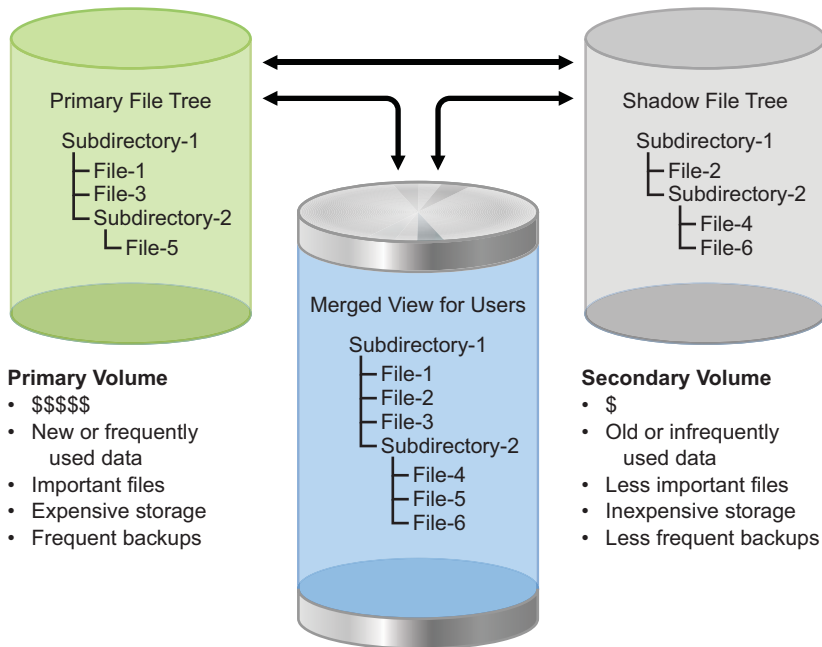 Primary File Tree
Subdirectory-1
File-1
File-3
Subdirectory-2
File-5
Shadow File Tree
Subdirectory-1
File-2
Subdirectory-2
File-4
File-6
Merged View for Users
Subdirectory-1
File-1
File-2
File-3
Subdirectory-2
File-4
File-5
File-6
Primary Volume
• $$$$$
• New or frequently
used data
• Important files
• Expensive storage
• Frequent backups
Secondary Volume
• $
• Old or infrequently
used data
• Less important files
• Inexpensive storage
• Less frequent backups